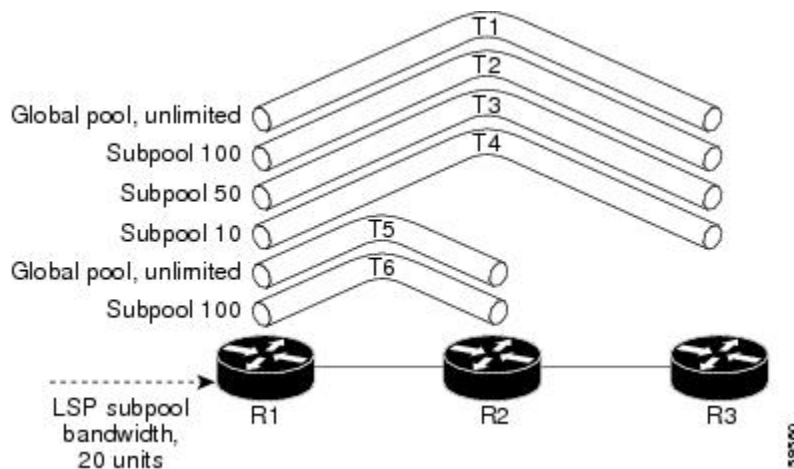 T1
T2
Global pool, unlimited
T3
Subpool 100
T4
Subpool 50
Subpool 10
T5
Global pool, unlimited
T6
Subpool 100
LSP subpool
bandwidth,
20 units
R1
R2
R3